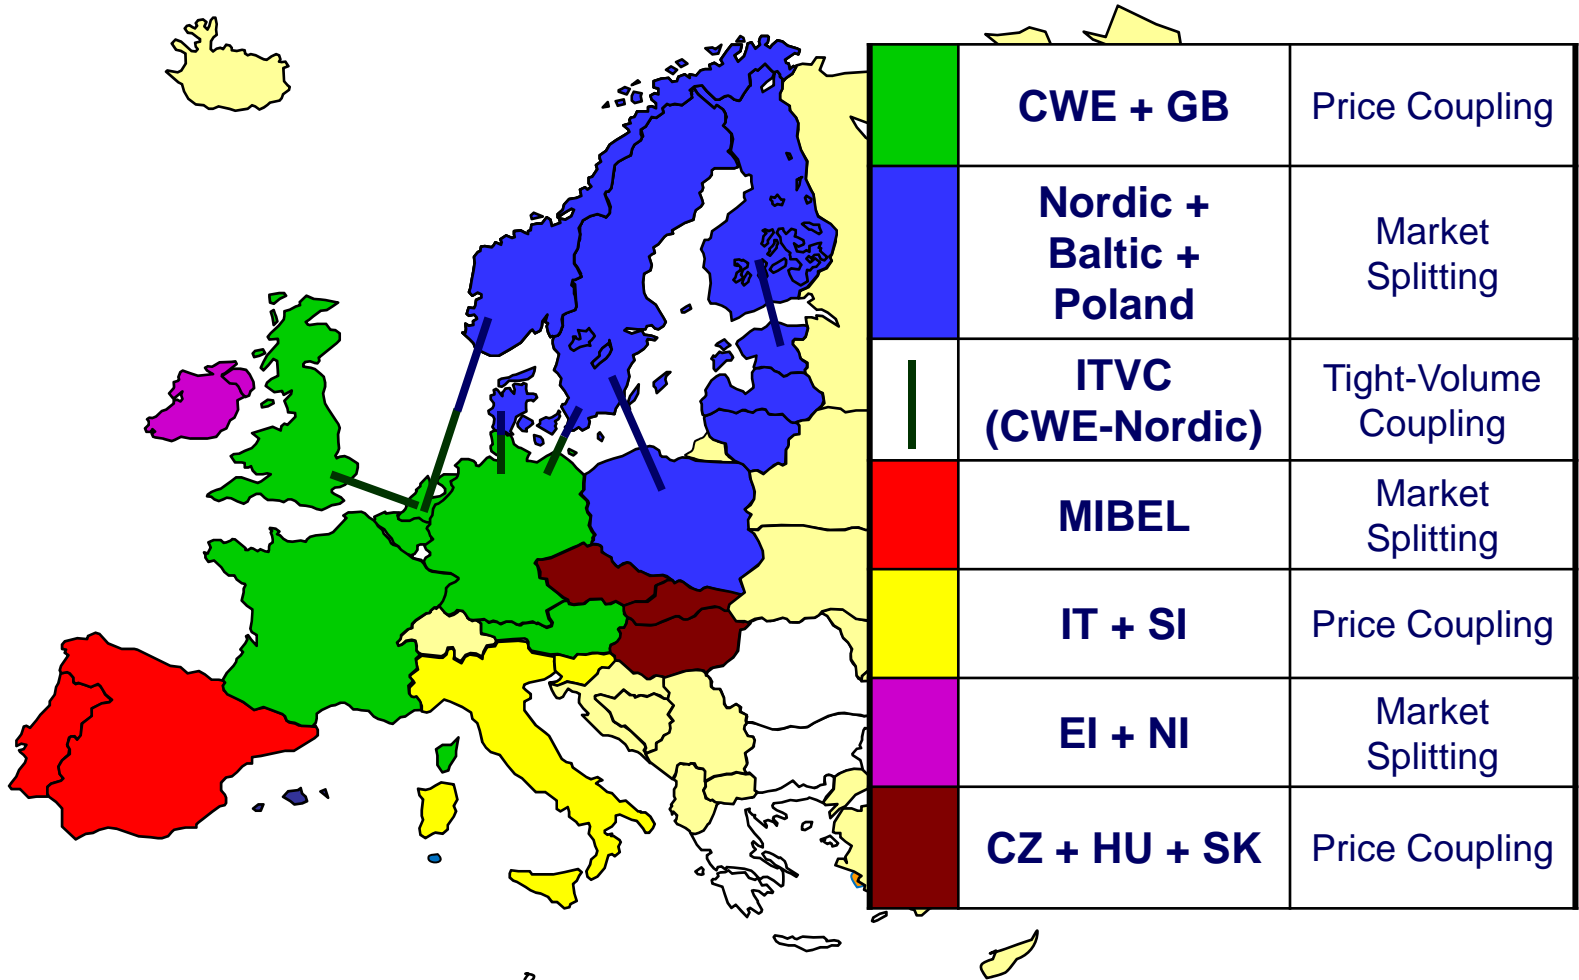 CWE + GB
Price Coupling
Nordic +
Baltic +
Poland
Market
Splitting
ITVC
(CWE-Nordic)
Tight-Volume
Coupling
MIBEL
Market
Splitting
IT + SI
Price Coupling
EI + NI
Market
Splitting
CZ + HU + SK
Price Coupling